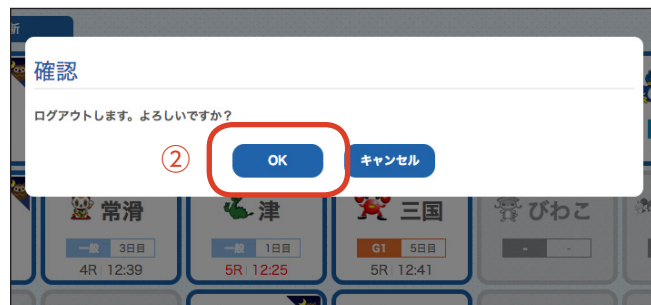 新
確認
ログアウトします。よろしいですか？
②
OK
キャンセル
常滑
津
三国
びわこ
一般 3日目
一般 1日目
G1 5日目
- -
4R 12:39
5R 12:25
5R 12:41